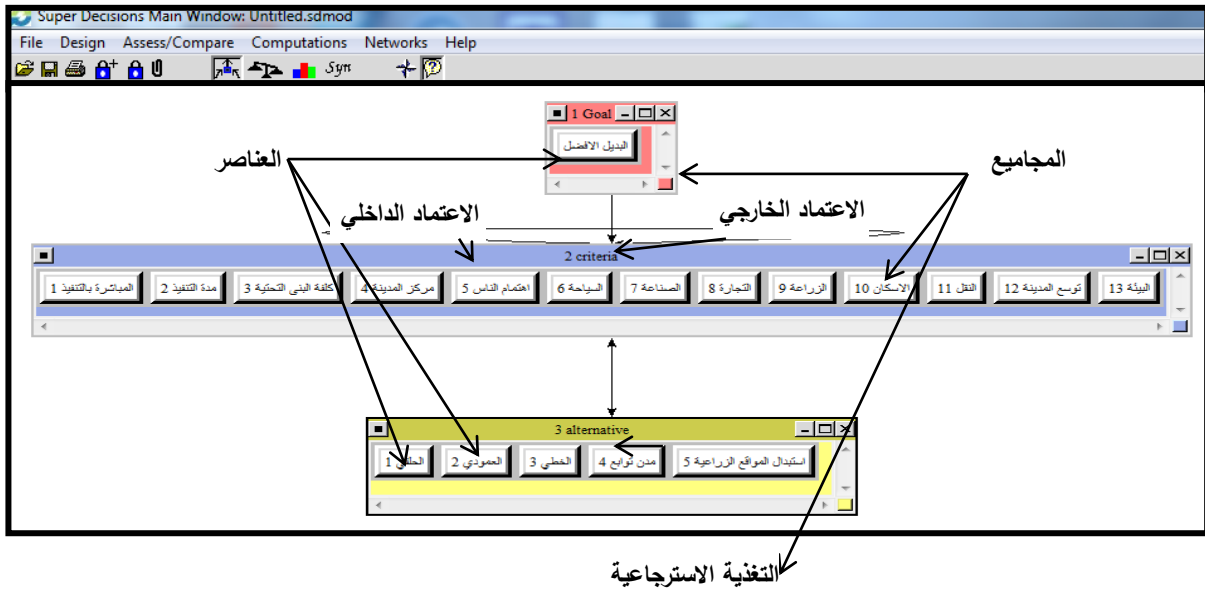 Super Decisions Main Window: Untitled.sdmod
File Design Assess/Compare Computations Networks Help
Syn
1 Goal
البديل الافضل
العناصر
المجاميع
الاعتماد الداخلي
الاعتماد الخارجي
2 criteria
المباشرة بالتنفيذ 1
مدة التنفيذ 2
كلفة البنى التحتية 3
مركز المدينة 4
اهتمام الناس 5
السياحة 6
الصناعة 7
التجارة 8
الزراعة 9
الاسكان 10
النقل 11
توسع المدينة 12
البيئة 13
3 alternative
الحلقي 1
العمودي 2
الخطي 3
مدن توابع 4
استبدال المواقع الزراعية 5
التغذية الاسترجاعية